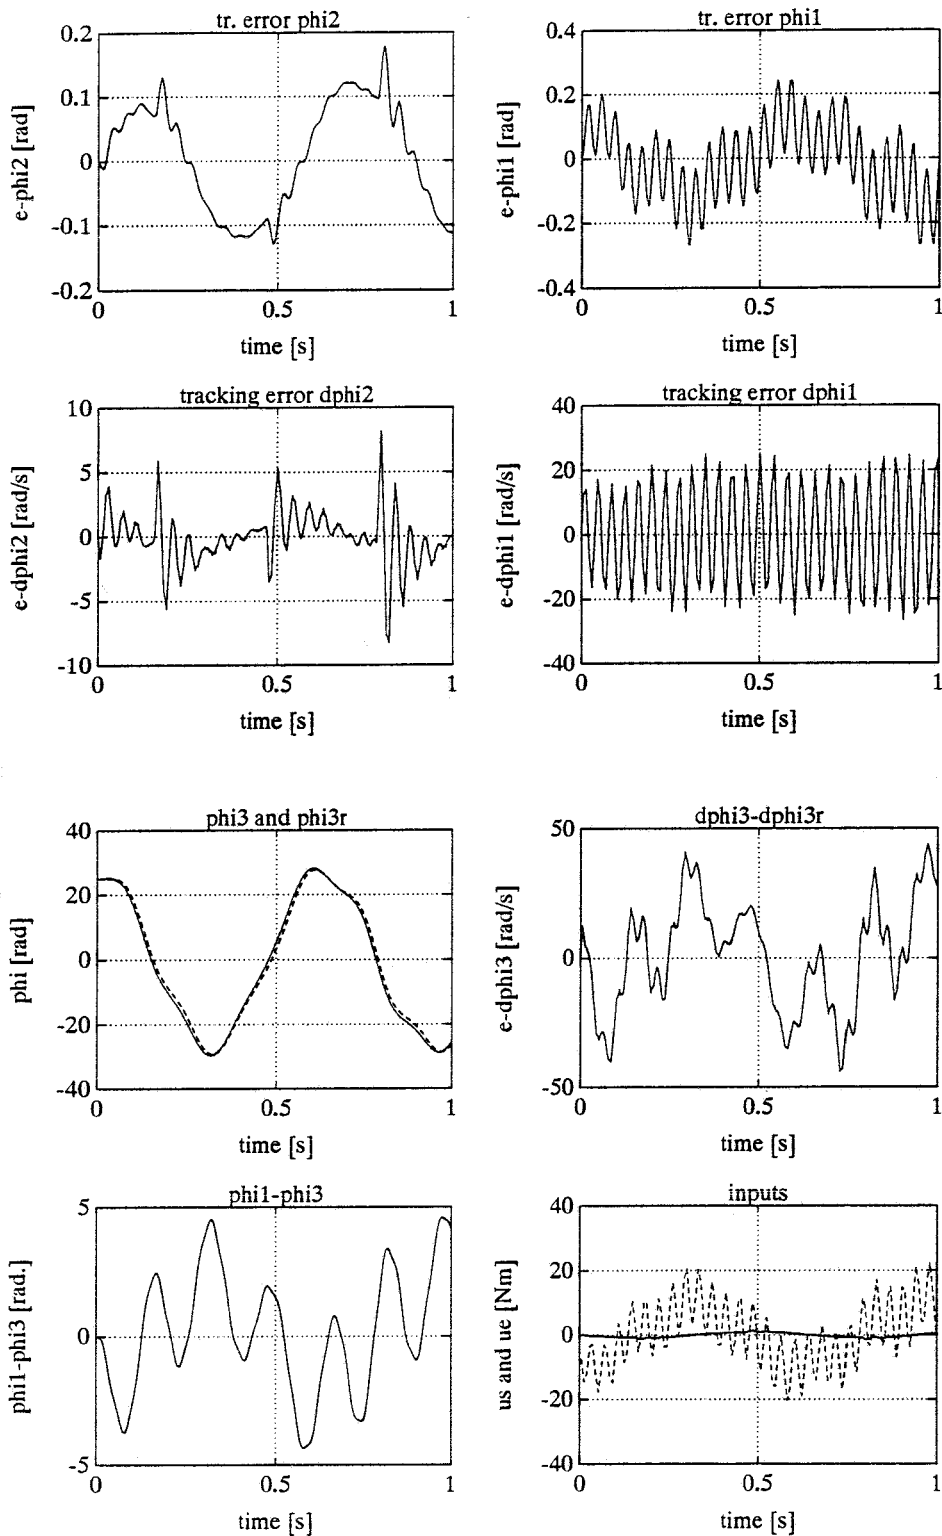 tr. error phi2
0.2
0.1
0
-0.1
-0.2
e-phi2 [rad]
0
0.5
1
time [s]
tr. error phi1
0.4
0.2
0
-0.2
-0.4
e-phi1 [rad]
0
0.5
1
time [s]
tracking error dphi2
10
5
0
-5
-10
e-dphi2 [rad/s]
0
0.5
1
time [s]
tracking error dphi1
40
20
0
-20
-40
e-dphi1 [rad/s]
0
0.5
1
time [s]
phi3 and phi3r
40
20
0
-20
-40
phi [rad]
0
0.5
1
time [s]
dphi3-dphi3r
50
0
-50
e-dphi3 [rad/s]
0
0.5
1
time [s]
phi1-phi3
5
0
-5
phi1-phi3 [rad.]
0
0.5
1
time [s]
inputs
40
20
0
-20
-40
us and ue [Nm]
0
0.5
1
time [s]